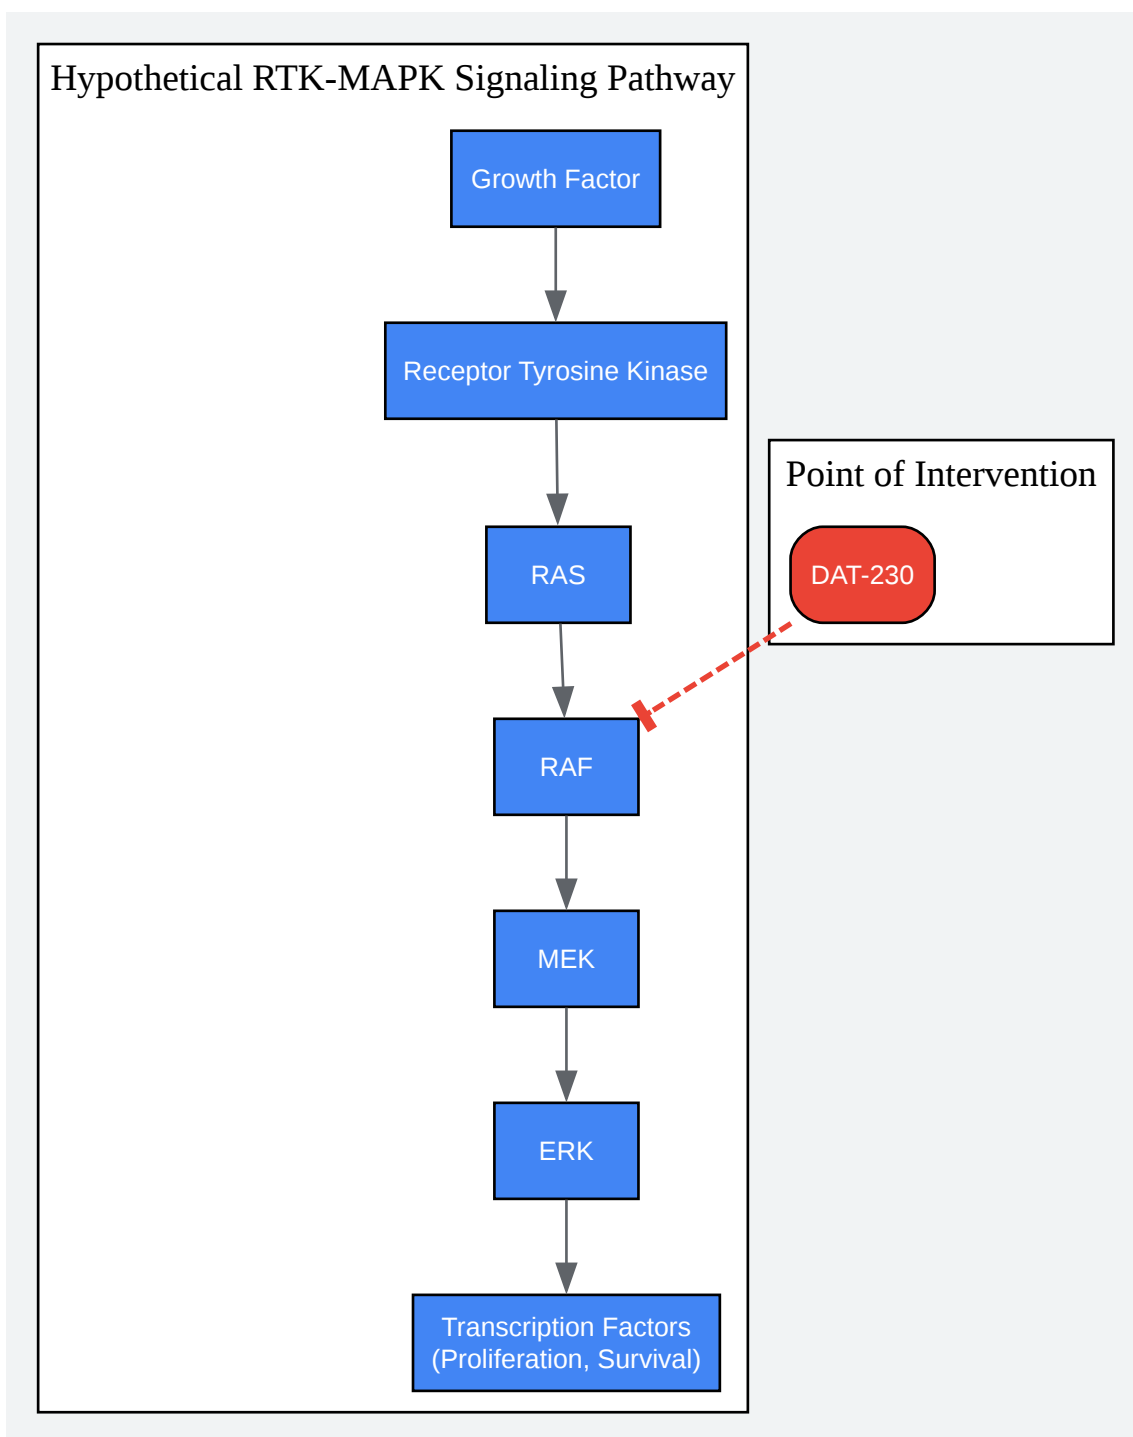 Hypothetical RTK-MAPK Signaling Pathway
Growth Factor
Receptor Tyrosine Kinase
Point of Intervention
RAS
DAT-230
RAF
MEK
ERK
Transcription Factors
(Proliferation, Survival)